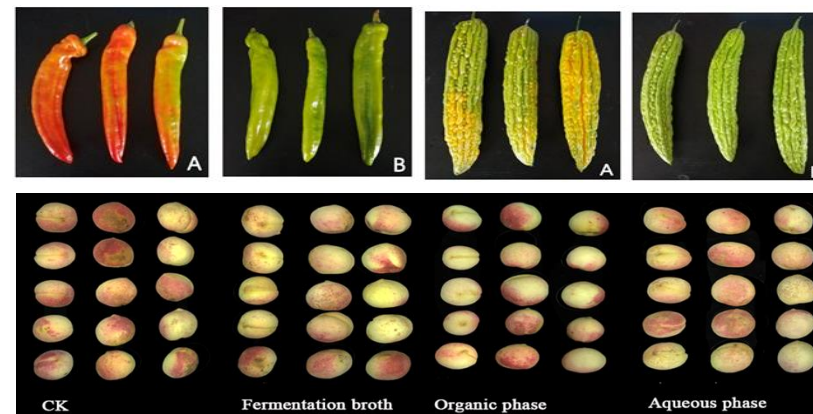 A
B
A
CK
Fermentation broth
Organic phase
Aqueous phase